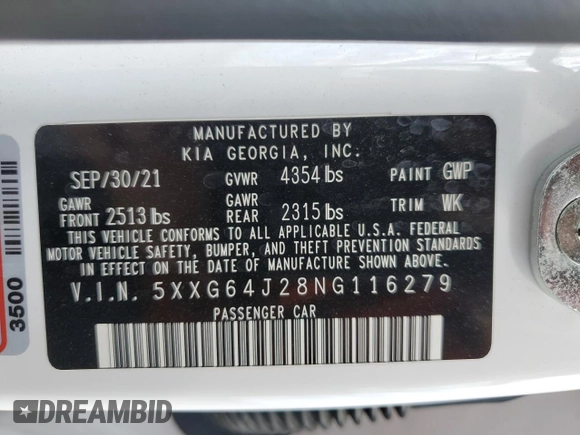 MANUFACTURED BY
KIA GEORGIA, INC.
SEP/30/21 GVWR 4354 lbs PAINT GWP
GAWR FRONT 2513 lbs GAWR REAR 2315 lbs TRIM WK
THIS VEHICLE CONFORMS TO ALL APPLICABLE U.S.A. FEDERAL
MOTOR VEHICLE SAFETY, BUMPER, AND THEFT PREVENTION STANDARDS
IN EFFECT ON THE DATE OF MANUFACTURE SHOWN ABOVE.
V.I.N. 5XXG64J28NG116279
PASSENGER CAR
3500
DREAMBID